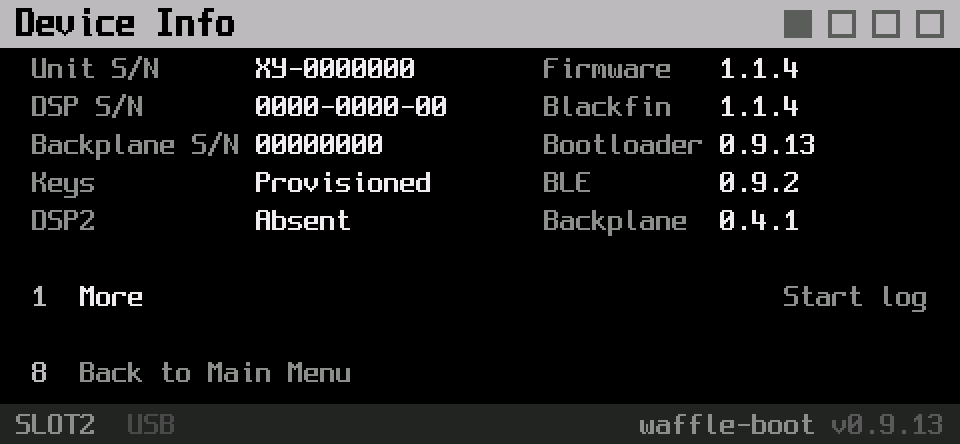 Device Info
Unit S/N XY-0000000 Firmware 1.1.4
DSP S/N 0000-0000-00 Blackfin 1.1.4
Backplane S/N 00000000 Bootloader 0.9.13
Keys Provisioned BLE 0.9.2
DSP2 Absent Backplane 0.4.1
1 More Start log
8 Back to Main Menu
SLOT2 USB waffle-boot v0.9.13